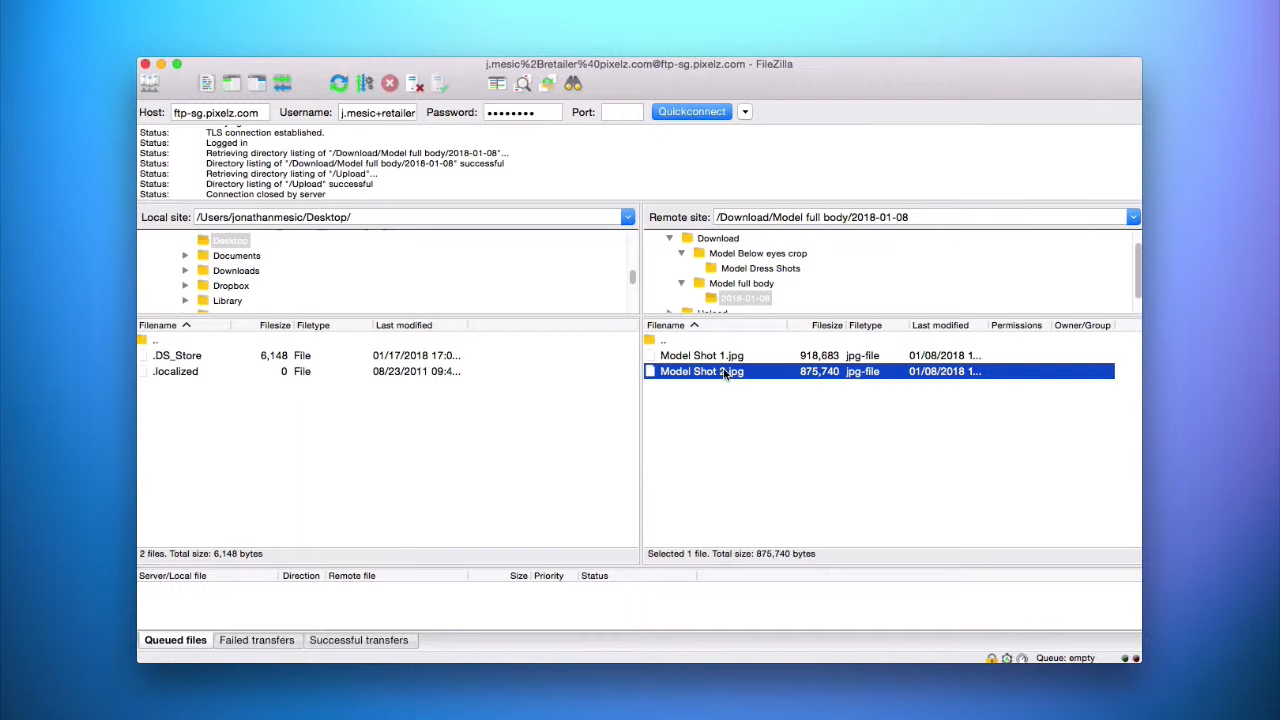 j.mesic%2Bretailer%40pixelz.com@ftp-sg.pixelz.com - FileZilla
Host: ftp-sg.pixelz.com Username: j.mesic+retailer Password: •••••••• Port: Quickconnect
Status: TLS connection established.
Status: Logged in
Status: Retrieving directory listing of "/Download/Model full body/2018-01-08"...
Status: Directory listing of "/Download/Model full body/2018-01-08" successful
Status: Retrieving directory listing of "/Upload"...
Status: Directory listing of "/Upload" successful
Status: Connection closed by server
Local site: /Users/jonathanmesic/Desktop/
Desktop
Documents
Downloads
Dropbox
Library
Filename Filesize Filetype Last modified
..
.DS_Store 6,148 File 01/17/2018 17:0...
.localized 0 File 08/23/2011 09:4...
2 files. Total size: 6,148 bytes
Remote site: /Download/Model full body/2018-01-08
Download
Model Below eyes crop
Model Dress Shots
Model full body
2018-01-08
Upload
Filename Filesize Filetype Last modified Permissions Owner/Group
..
Model Shot 1.jpg 918,683 jpg-file 01/08/2018 1...
Model Shot 2.jpg 875,740 jpg-file 01/08/2018 1...
Selected 1 file. Total size: 875,740 bytes
Server/Local file Direction Remote file Size Priority Status
Queued files Failed transfers Successful transfers
Queue: empty